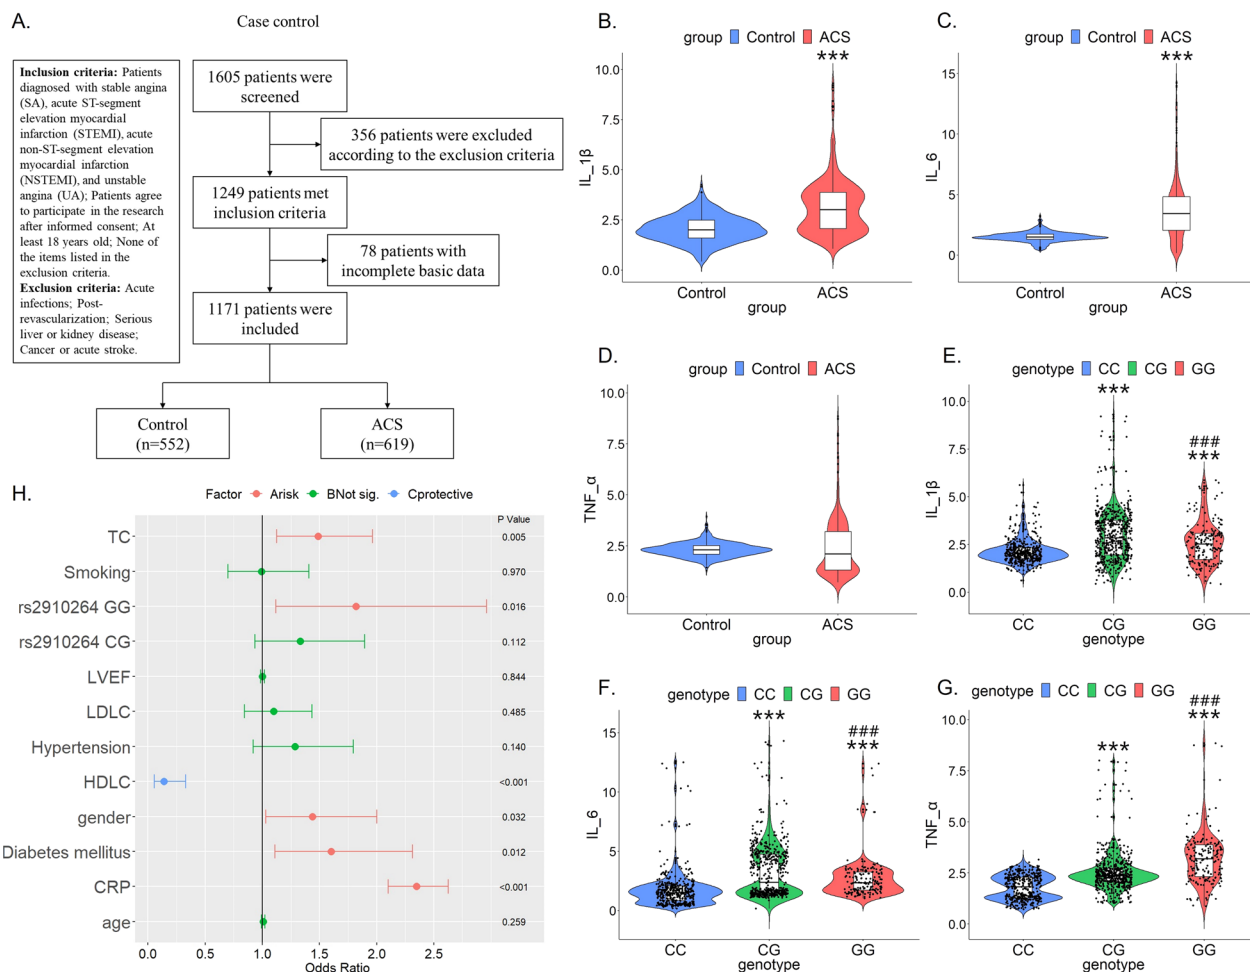 A.
Case control
Inclusion criteria: Patients
diagnosed with stable angina
(SA), acute ST-segment
elevation myocardial
infarction (STEMI), acute
non-ST-segment elevation
myocardial infarction
(NSTEMI), and unstable
angina (UA); Patients agree
to participate in the research
after informed consent; At
least 18 years old; None of
the items listed in the
exclusion criteria.
Exclusion criteria: Acute
infections; Post-
revascularization; Serious
liver or kidney disease;
Cancer or acute stroke.
1605 patients were
screened
356 patients were excluded
according to the exclusion criteria
1249 patients met
inclusion criteria
78 patients with
incomplete basic data
1171 patients were
included
Control
(n=552)
ACS
(n=619)
B.
group Control ACS
***
10.0
7.5
5.0
2.5
0.0
IL_1β
Control ACS
group
C.
group Control ACS
***
15
10
5
0
IL_6
Control ACS
group
D.
group Control ACS
10.0
7.5
5.0
2.5
0.0
TNF_α
Control ACS
group
E.
genotype CC CG GG
***
###
***
10.0
7.5
5.0
2.5
0.0
IL_1β
CC CG GG
genotype
F.
genotype CC CG GG
***
###
***
15
10
5
0
IL_6
CC CG GG
genotype
G.
genotype CC CG GG
***
###
***
10.0
7.5
5.0
2.5
0.0
TNF_α
CC CG GG
genotype
H.
Factor Arisk BNot sig. Cprotective
P Value
TC 0.005
Smoking 0.970
rs2910264 GG 0.016
rs2910264 CG 0.112
LVEF 0.844
LDLC 0.485
Hypertension 0.140
HDLC <0.001
gender 0.032
Diabetes mellitus 0.012
CRP <0.001
age 0.259
0.0 0.5 1.0 1.5 2.0 2.5
Odds Ratio